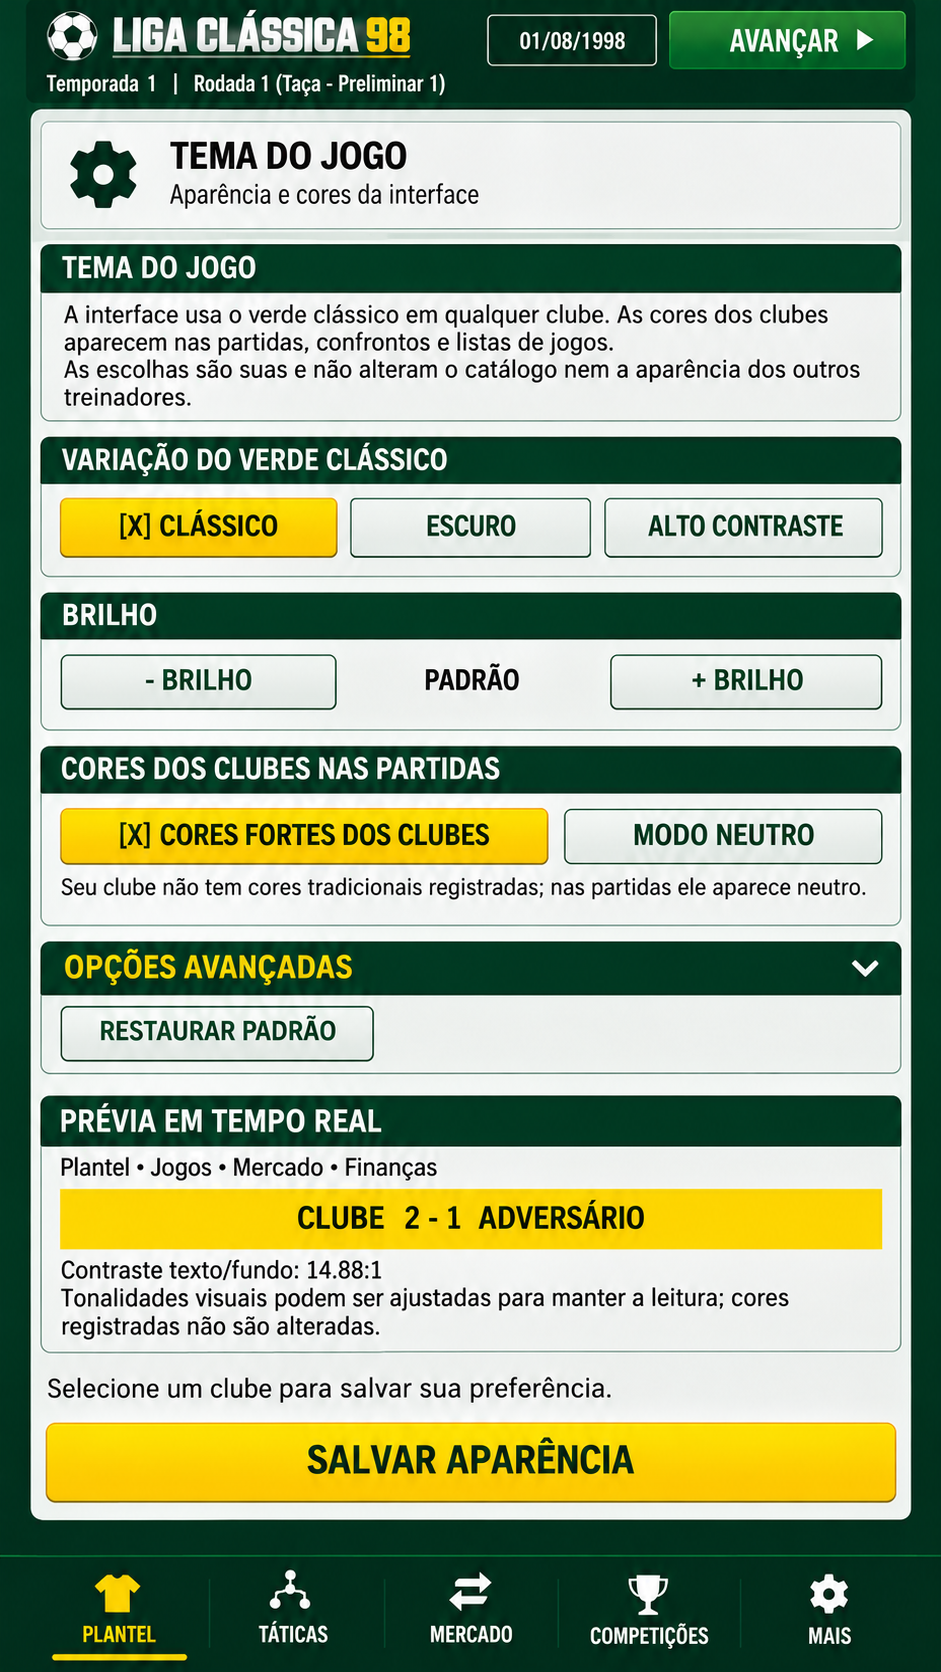 LIGA CLÁSSICA 98
01/08/1998
AVANÇAR
Temporada 1 | Rodada 1 (Taça - Preliminar 1)
TEMA DO JOGO
Aparência e cores da interface
TEMA DO JOGO
A interface usa o verde clássico em qualquer clube. As cores dos clubes
aparecem nas partidas, confrontos e listas de jogos.
As escolhas são suas e não alteram o catálogo nem a aparência dos outros
treinadores.
VARIAÇÃO DO VERDE CLÁSSICO
[X] CLÁSSICO
ESCURO
ALTO CONTRASTE
BRILHO
- BRILHO
PADRÃO
+ BRILHO
CORES DOS CLUBES NAS PARTIDAS
[X] CORES FORTES DOS CLUBES
MODO NEUTRO
Seu clube não tem cores tradicionais registradas; nas partidas ele aparece neutro.
OPÇÕES AVANÇADAS
RESTAURAR PADRÃO
PRÉVIA EM TEMPO REAL
Plantel • Jogos • Mercado • Finanças
CLUBE 2 - 1 ADVERSÁRIO
Contraste texto/fundo: 14.88:1
Tonalidades visuais podem ser ajustadas para manter a leitura; cores
registradas não são alteradas.
Selecione um clube para salvar sua preferência.
SALVAR APARÊNCIA
PLANTEL
TÁTICAS
MERCADO
COMPETIÇÕES
MAIS